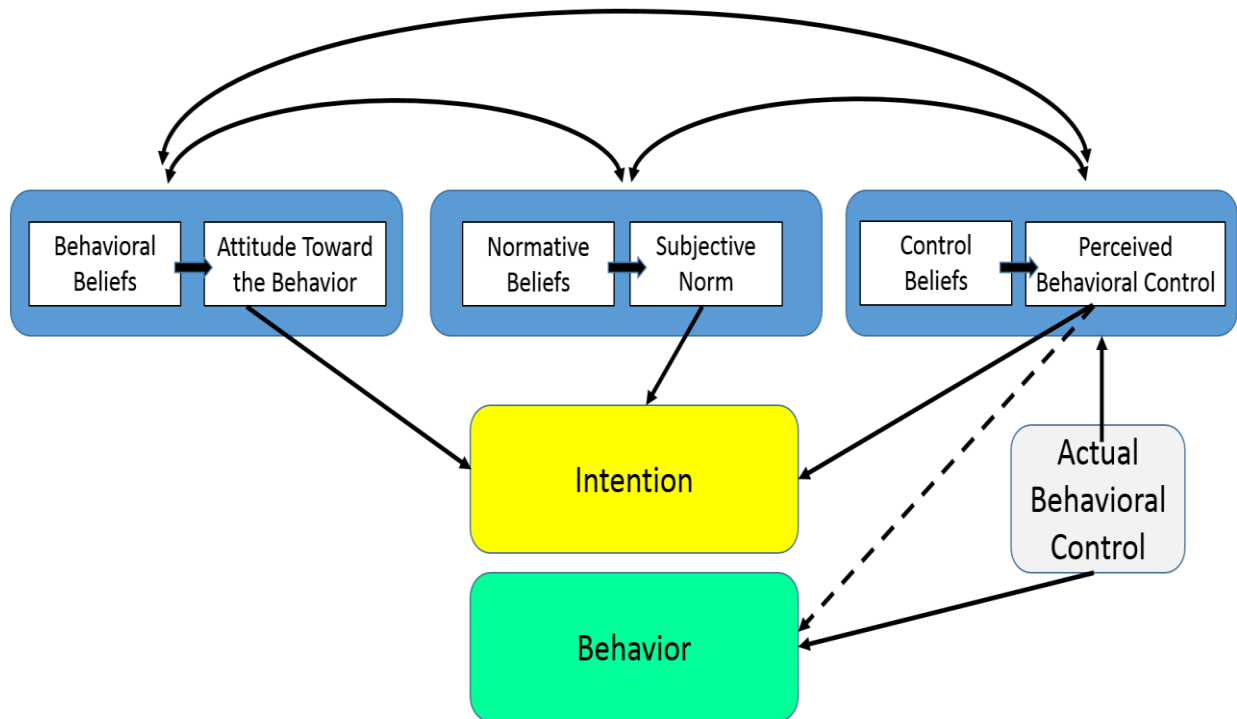 Behavioral
Beliefs
Attitude Toward
the Behavior
Normative
Beliefs
Subjective
Norm
Control
Beliefs
Perceived
Behavioral Control
Intention
Actual
Behavioral
Control
Behavior